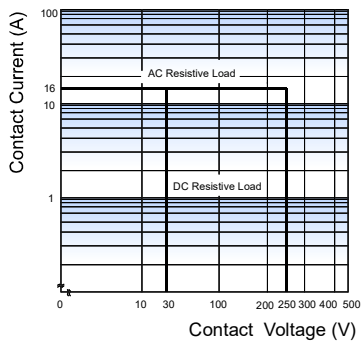 Contact Current (A)
100
16
10
1
AC Resistive Load
DC Resistive Load
0 10 30 100 200 250 300 400 500
Contact Voltage (V)